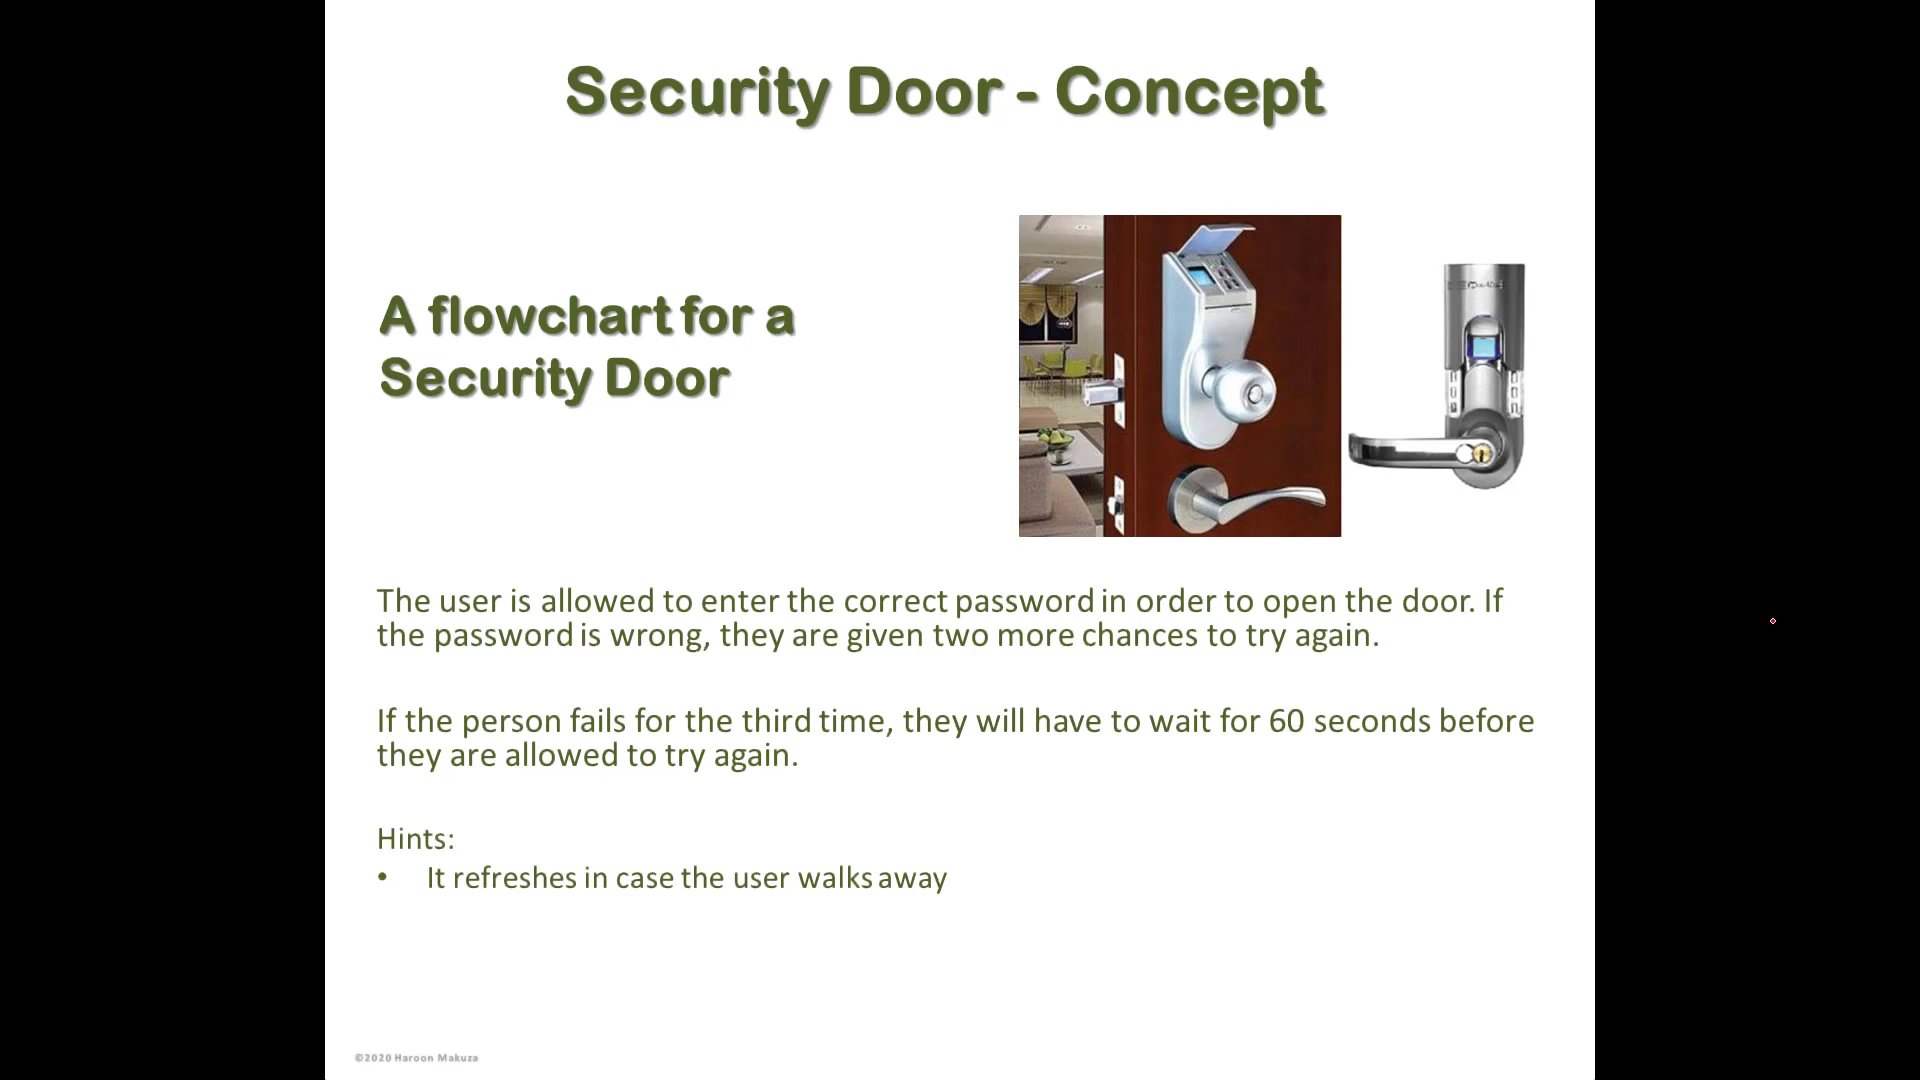 Security Door - Concept
A flowchart for a
Security Door
The user is allowed to enter the correct password in order to open the door. If
the password is wrong, they are given two more chances to try again.
If the person fails for the third time, they will have to wait for 60 seconds before
they are allowed to try again.
Hints:
• It refreshes in case the user walks away
©2020 Haroon Makuza